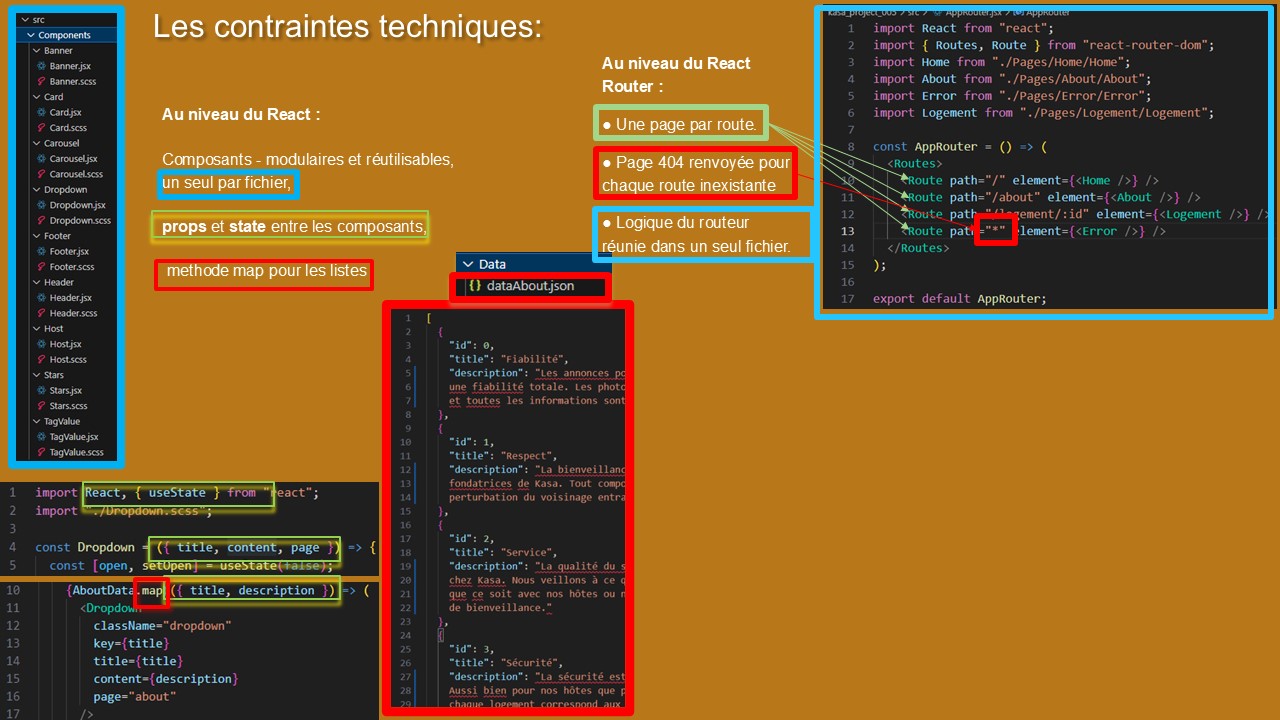 Les contraintes techniques:
src
Components
Banner
Banner.jsx
Banner.scss
Card
Card.jsx
Card.scss
Carousel
Carousel.jsx
Carousel.scss
Dropdown
Dropdown.jsx
Dropdown.scss
Footer
Footer.jsx
Footer.scss
Header
Header.jsx
Header.scss
Host
Host.jsx
Host.scss
Stars
Stars.jsx
Stars.scss
TagValue
TagValue.jsx
TagValue.scss
Au niveau du React :
Composants - modulaires et réutilisables,
un seul par fichier,
props et state entre les composants,
methode map pour les listes
Au niveau du React
Router :
● Une page par route.
● Page 404 renvoyée pour
chaque route inexistante
● Logique du routeur
réunie dans un seul fichier.
kasa_project_005 > src > AppRouter.jsx > AppRouter
1 import React from "react";
2 import { Routes, Route } from "react-router-dom";
3 import Home from "./Pages/Home/Home";
4 import About from "./Pages/About/About";
5 import Error from "./Pages/Error/Error";
6 import Logement from "./Pages/Logement/Logement";
7
8 const AppRouter = () => (
9 <Routes>
10 <Route path="/" element={<Home />} />
11 <Route path="/about" element={<About />} />
12 <Route path="/logement/:id" element={<Logement />} />
13 <Route path="*" element={<Error />} />
14 </Routes>
15 );
16
17 export default AppRouter;
Data
{} dataAbout.json
1 [
2 {
3 "id": 0,
4 "title": "Fiabilité",
5 "description": "Les annonces po
6 une fiabilité totale. Les photo
7 et toutes les informations sont
8 },
9 {
10 "id": 1,
11 "title": "Respect",
12 "description": "La bienveillanc
13 fondatrices de Kasa. Tout compo
14 perturbation du voisinage entra
15 },
16 {
17 "id": 2,
18 "title": "Service",
19 "description": "La qualité du s
20 chez Kasa. Nous veillons à ce q
21 que ce soit avec nos hôtes ou n
22 de bienveillance."
23 },
24 {
25 "id": 3,
26 "title": "Sécurité",
27 "description": "La sécurité est
28 Aussi bien pour nos hôtes que p
29 chaque logement correspond aux
1 import React, { useState } from "react";
2 import "./Dropdown.scss";
3
4 const Dropdown = ({ title, content, page }) => {
5 const [open, setOpen] = useState(false);
10 {AboutData.map(({ title, description }) => (
11 <Dropdown
12 className="dropdown"
13 key={title}
14 title={title}
15 content={description}
16 page="about"
17 />